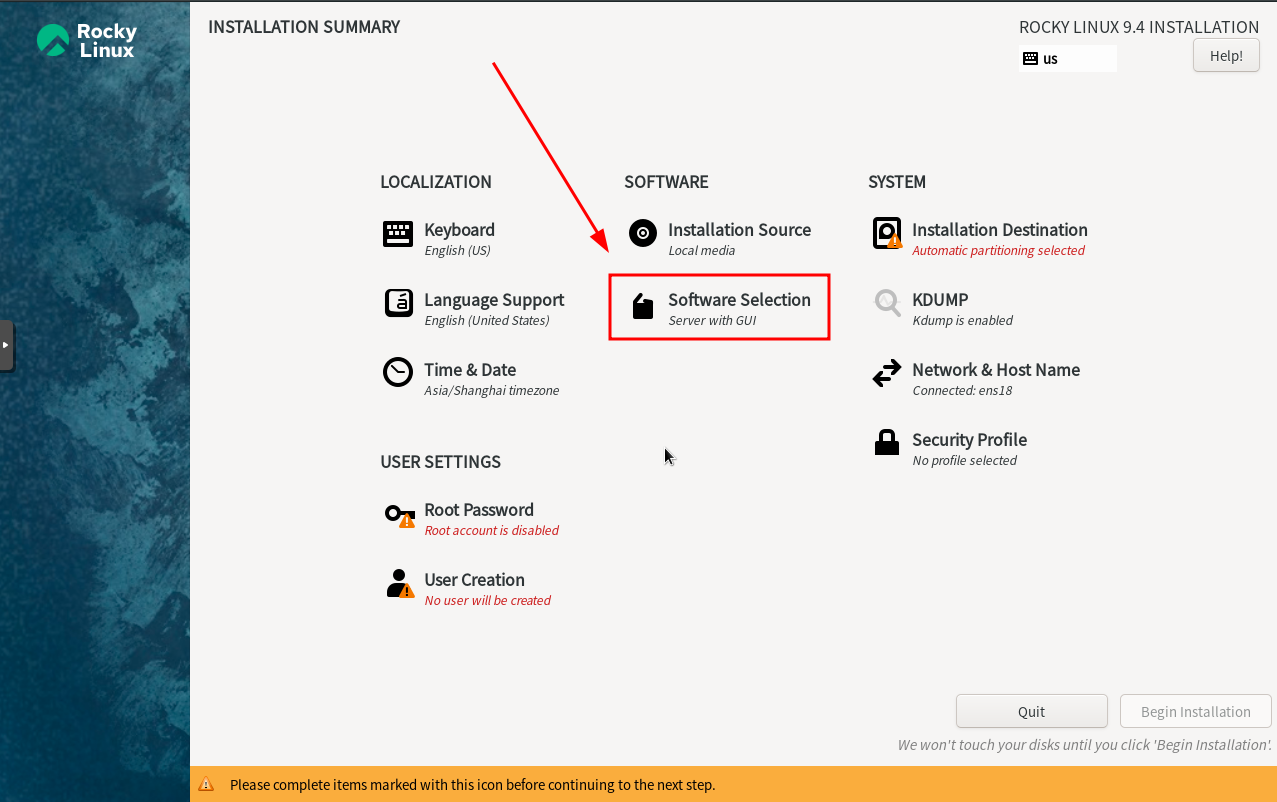 Rocky
Linux
INSTALLATION SUMMARY
ROCKY LINUX 9.4 INSTALLATION
us
Help!
LOCALIZATION
Keyboard
English (US)
Language Support
English (United States)
Time & Date
Asia/Shanghai timezone
SOFTWARE
Installation Source
Local media
Software Selection
Server with GUI
SYSTEM
Installation Destination
Automatic partitioning selected
KDUMP
Kdump is enabled
Network & Host Name
Connected: ens18
Security Profile
No profile selected
USER SETTINGS
Root Password
Root account is disabled
User Creation
No user will be created
Quit
Begin Installation
We won't touch your disks until you click 'Begin Installation'.
Please complete items marked with this icon before continuing to the next step.